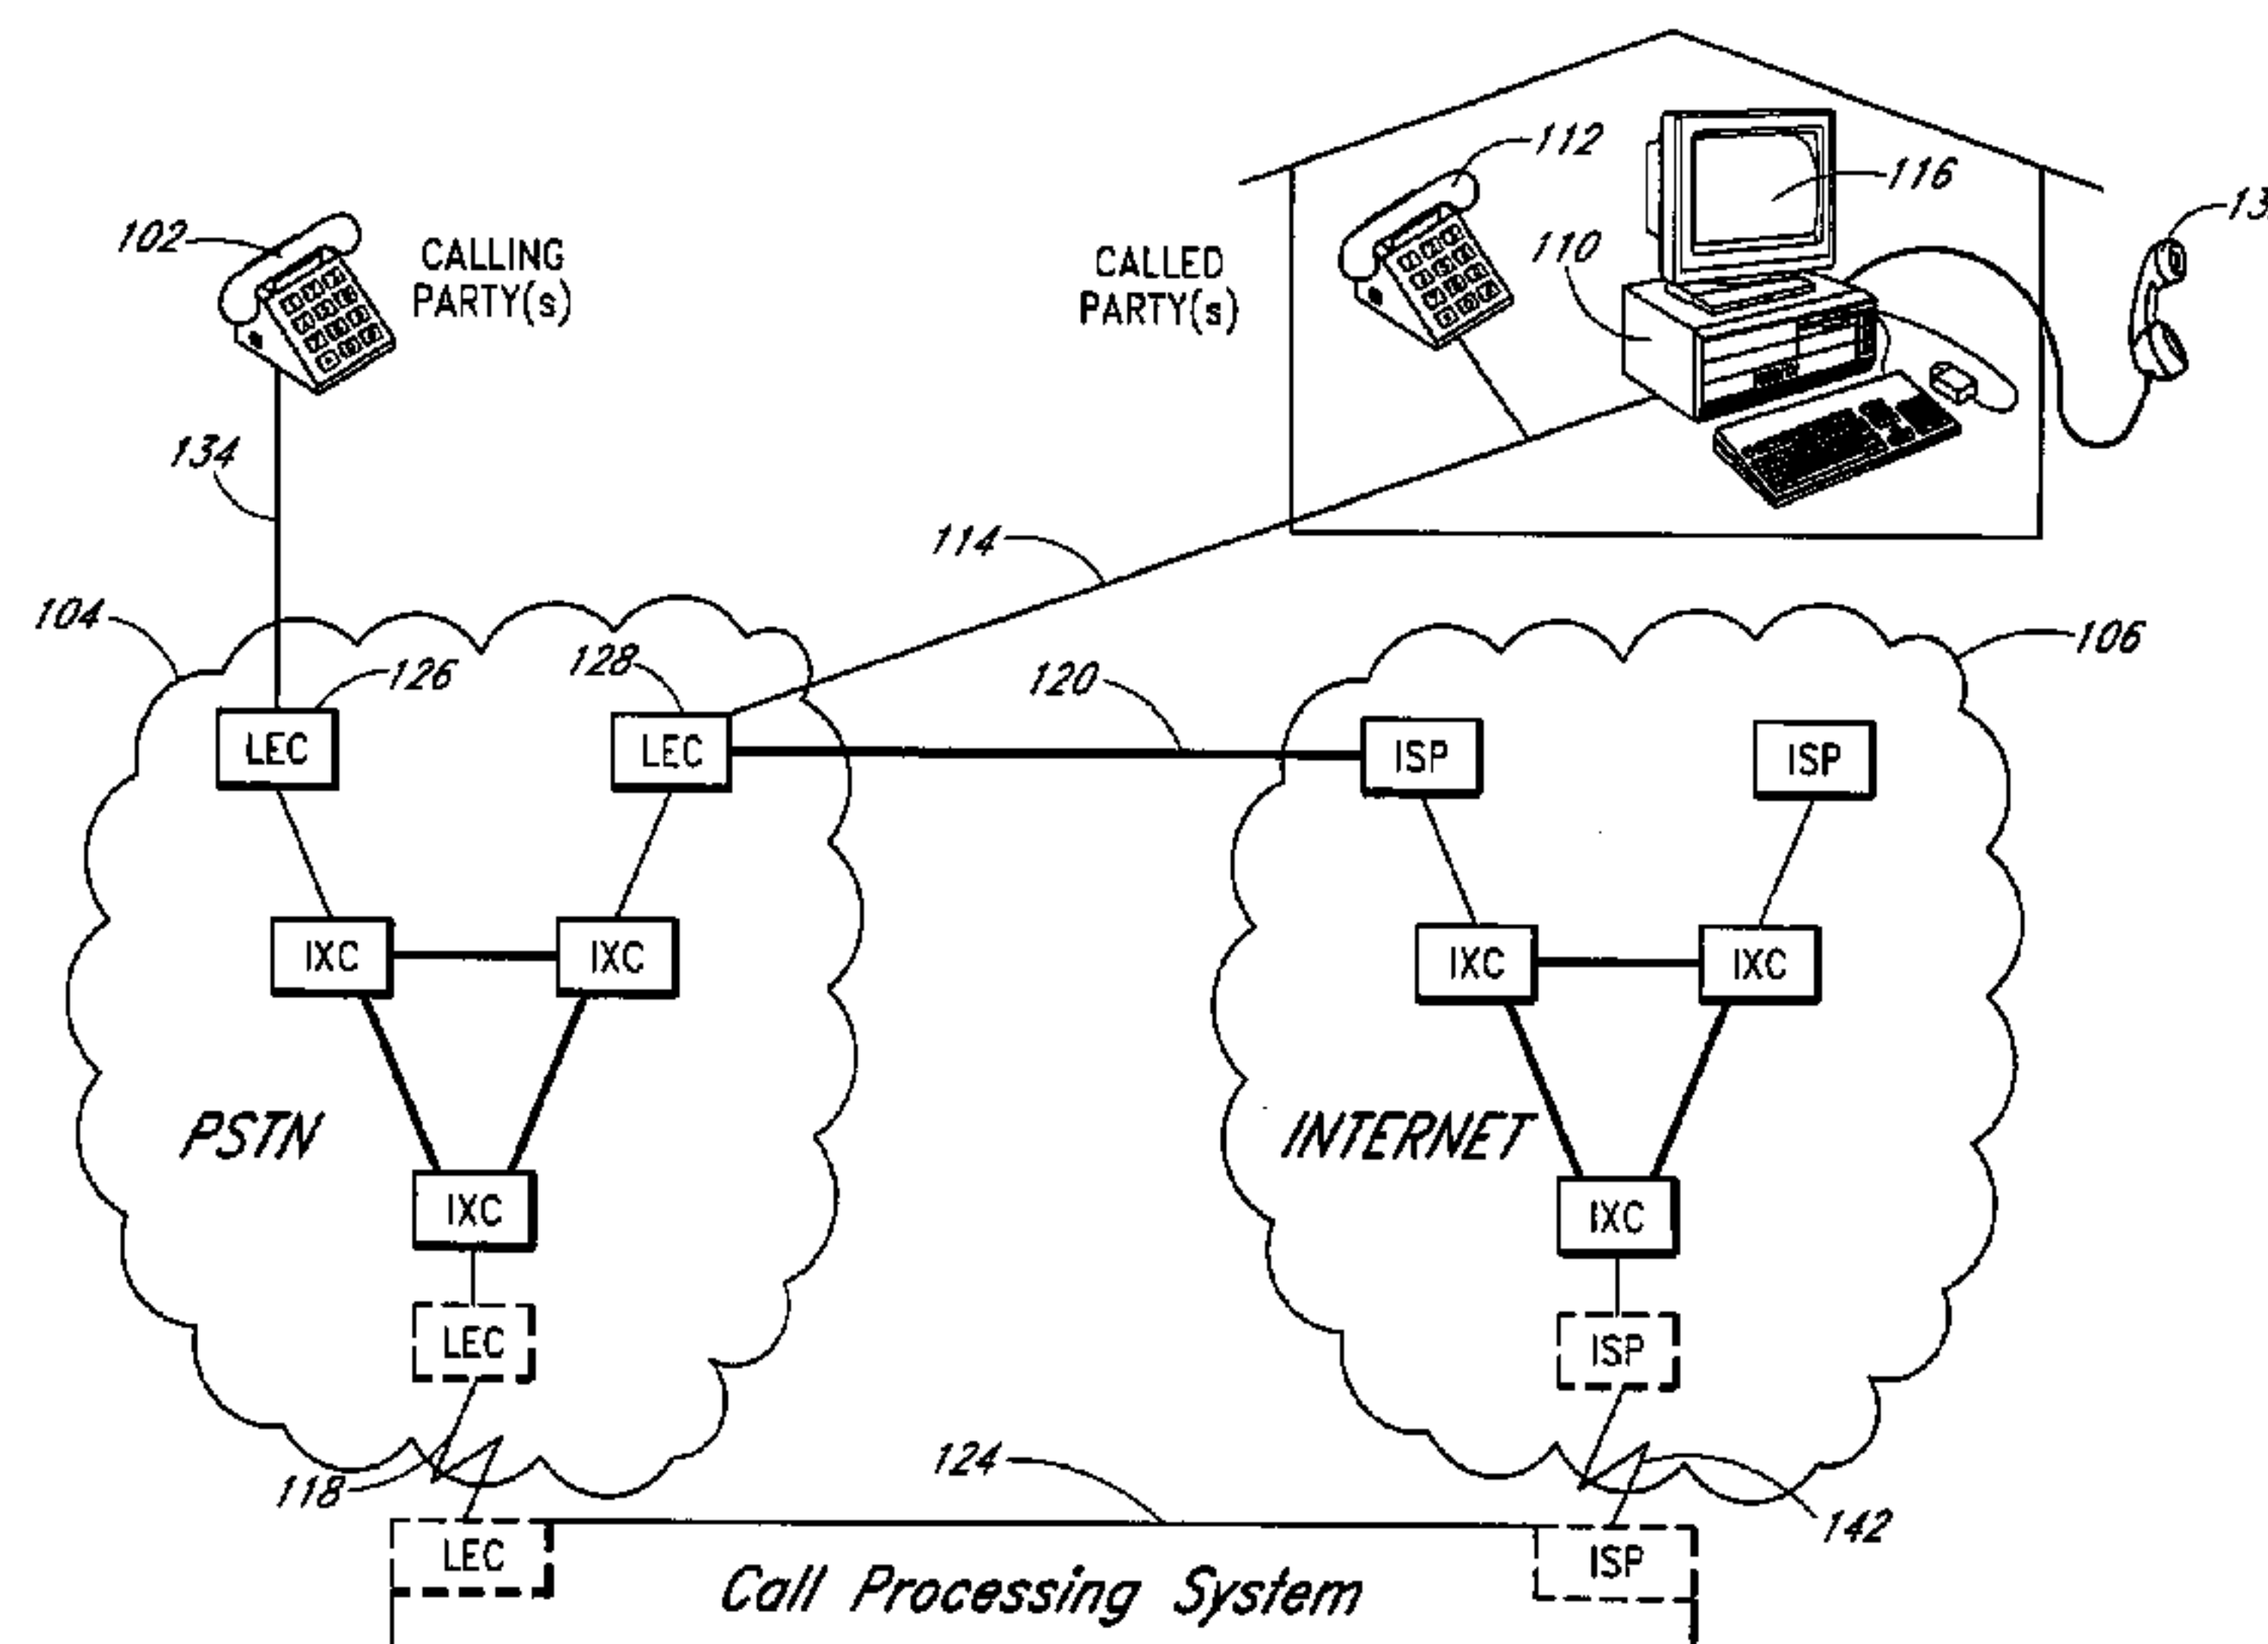 112
116
13
102
CALLING
PARTY(s)
CALLED
PARTY(s)
110
134
114
104
126
128
120
106
LEC
LEC
ISP
ISP
IXC
IXC
IXC
IXC
PSTN
INTERNET
IXC
IXC
LEC
ISP
118
124
142
LEC
ISP
Call Processing System